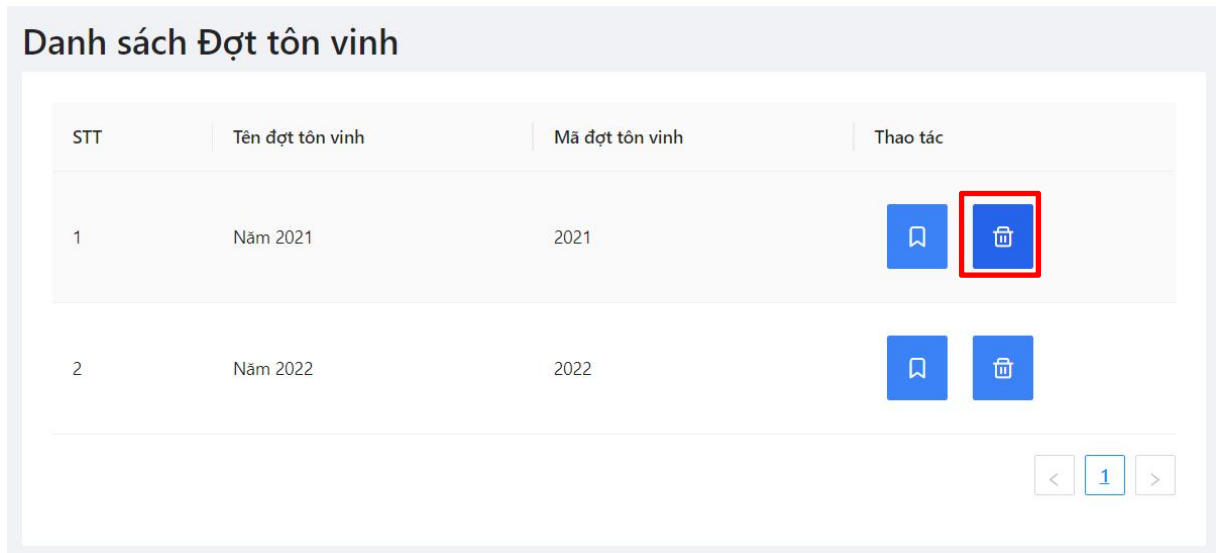 Danh sách Đợt tôn vinh
STT Tên đợt tôn vinh Mã đợt tôn vinh Thao tác
1 Năm 2021 2021
2 Năm 2022 2022
< 1 >